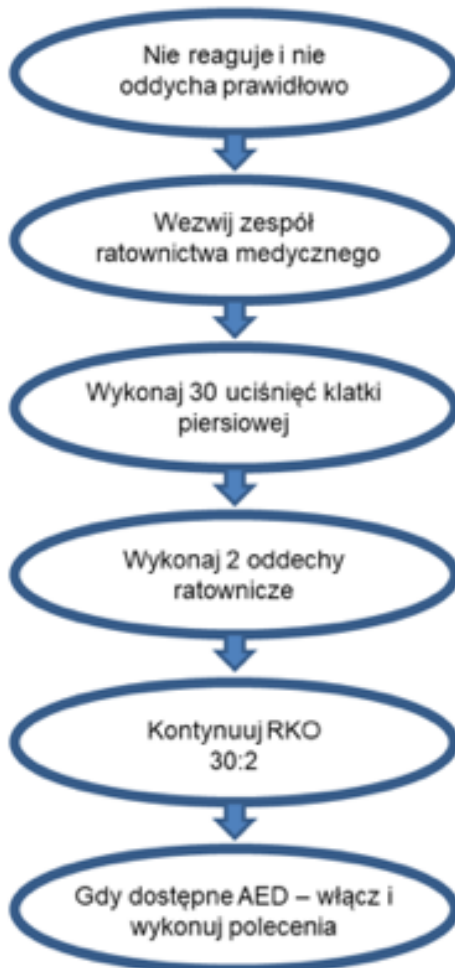 Nie reaguje i nie
oddycha prawidłowo
Wezwij zespół
ratownictwa medycznego
Wykonaj 30 uciśnięć klatki
piersiowej
Wykonaj 2 oddechy
ratownicze
Kontynuuj RKO
30:2
Gdy dostępne AED – włącz i
wykonuj polecenia